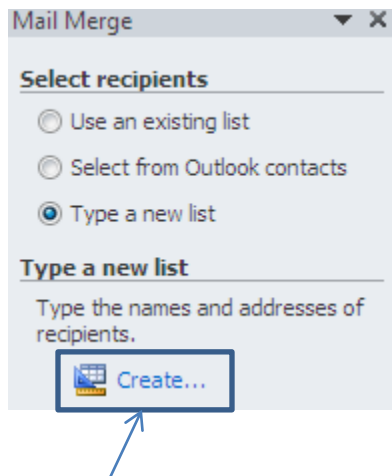 Mail Merge
Select recipients
Use an existing list
Select from Outlook contacts
Type a new list
Type a new list
Type the names and addresses of
recipients.
Create...